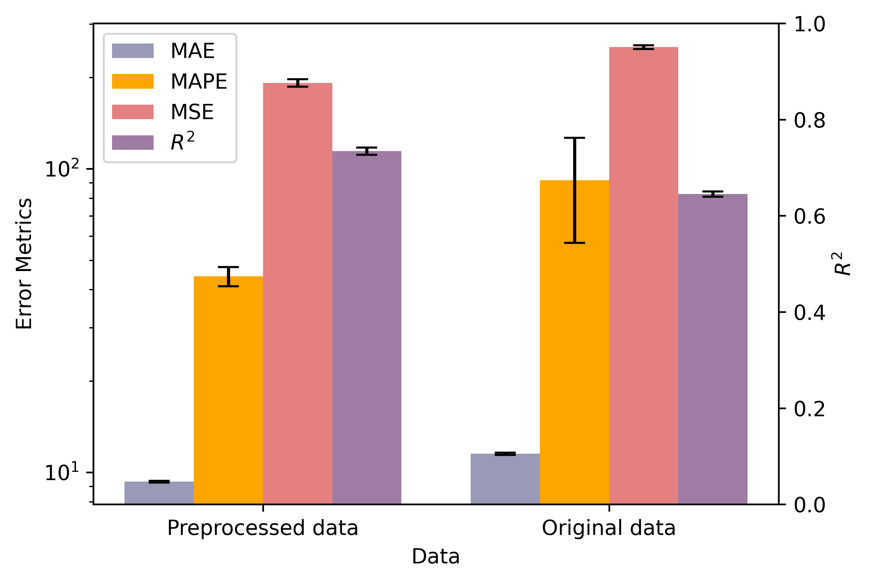 MAE
MAPE
MSE
R²
10²
10¹
Error Metrics
1.0
0.8
0.6
0.4
0.2
0.0
R²
Preprocessed data
Original data
Data